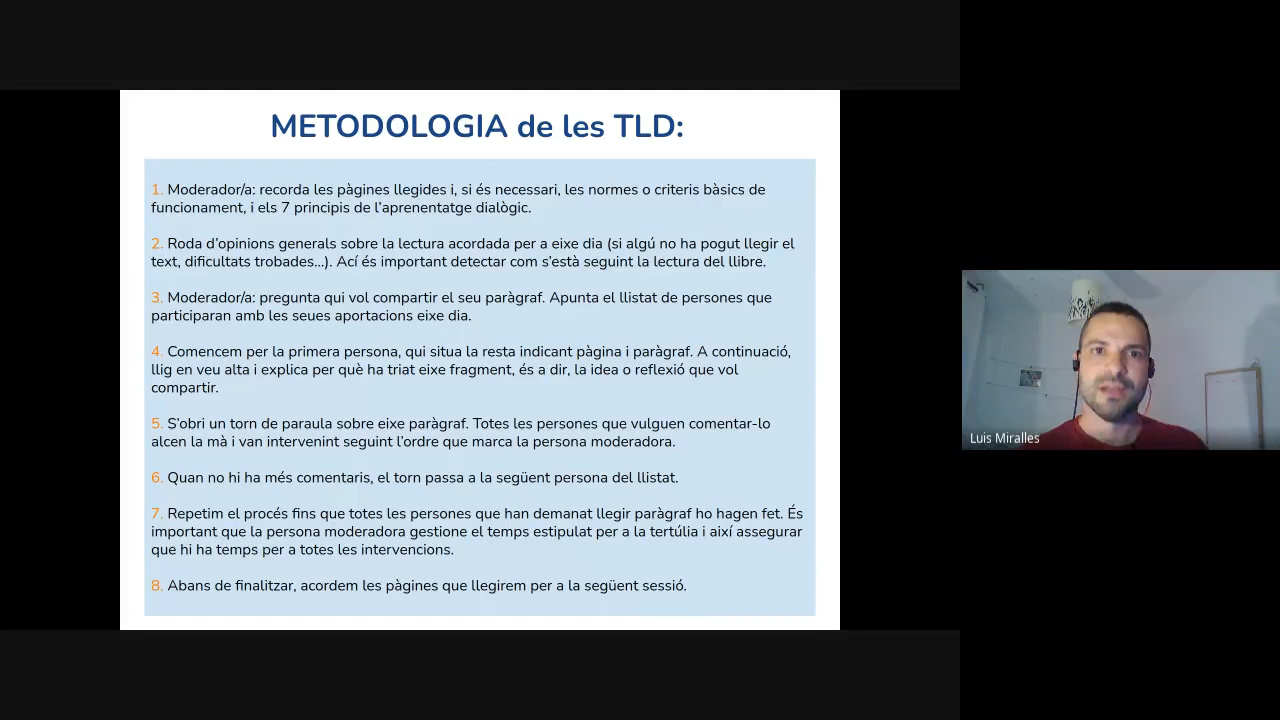 METODOLOGIA de les TLD:
1. Moderador/a: recorda les pàgines llegides i, si és necessari, les normes o criteris bàsics de
funcionament, i els 7 principis de l'aprenentatge dialògic.
2. Roda d'opinions generals sobre la lectura acordada per a eixe dia (si algú no ha pogut llegir el
text, dificultats trobades...). Ací és important detectar com s'està seguint la lectura del llibre.
3. Moderador/a: pregunta qui vol compartir el seu paràgraf. Apunta el llistat de persones que
participaran amb les seues aportacions eixe dia.
4. Comencem per la primera persona, qui situa la resta indicant pàgina i paràgraf. A continuació,
llig en veu alta i explica per què ha triat eixe fragment, és a dir, la idea o reflexió que vol
compartir.
5. S'obri un torn de paraula sobre eixe paràgraf. Totes les persones que vulguen comentar-lo
alcen la mà i van intervenint seguint l'ordre que marca la persona moderadora.
6. Quan no hi ha més comentaris, el torn passa a la següent persona del llistat.
7. Repetim el procés fins que totes les persones que han demanat llegir paràgraf ho hagen fet. És
important que la persona moderadora gestione el temps estipulat per a la tertúlia i així assegurar
que hi ha temps per a totes les intervencions.
8. Abans de finalitzar, acordem les pàgines que llegirem per a la següent sessió.
Luis Miralles